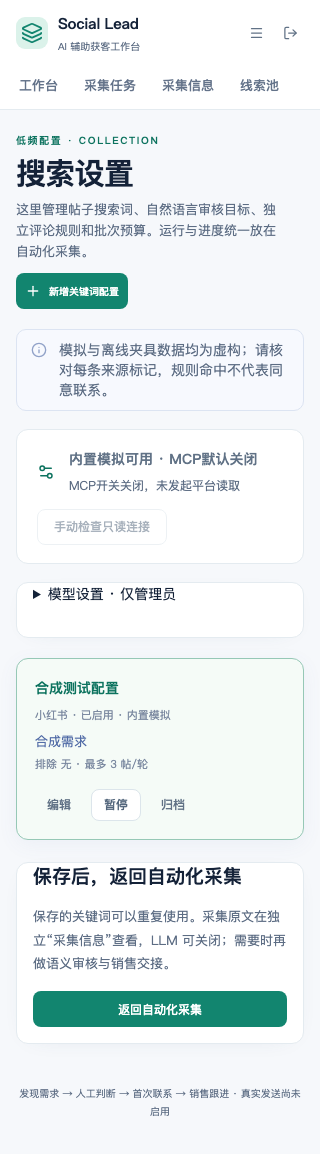 Social Lead
AI 辅助获客工作台
工作台 采集任务 采集信息 线索池
低频配置 · COLLECTION
搜索设置
这里管理帖子搜索词、自然语言审核目标、独
立评论规则和批次预算。运行与进度统一放在
自动化采集。
新增关键词配置
模拟与离线夹具数据均为虚构；请核
对每条来源标记，规则命中不代表同
意联系。
内置模拟可用 · MCP默认关闭
MCP开关关闭，未发起平台读取
手动检查只读连接
模型设置 · 仅管理员
合成测试配置
小红书 · 已启用 · 内置模拟
合成需求
排除 无 · 最多 3 帖/轮
编辑 暂停 归档
保存后，返回自动化采集
保存的关键词可以重复使用。采集原文在独
立“采集信息”查看，LLM 可关闭；需要时再
做语义审核与销售交接。
返回自动化采集
发现需求 → 人工判断 → 首次联系 → 销售跟进 · 真实发送尚未
启用